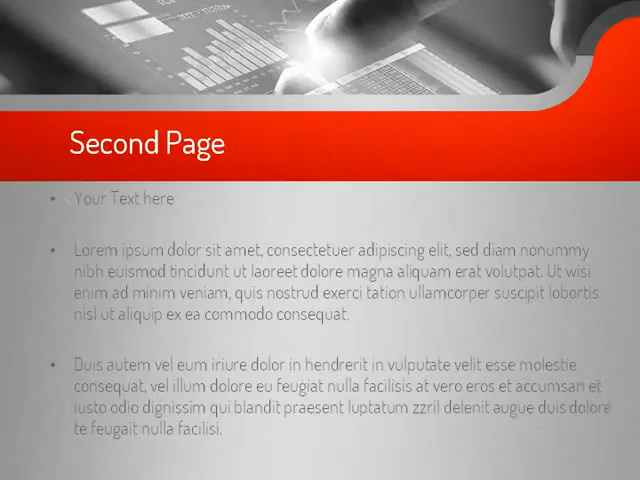 Second Page
• Your Text here
• Lorem ipsum dolor sit amet, consectetuer adipiscing elit, sed diam nonummy
nibh euismod tincidunt ut laoreet dolore magna aliquam erat volutpat. Ut wisi
enim ad minim veniam, quis nostrud exerci tation ullamcorper suscipit lobortis
nisl ut aliquip ex ea commodo consequat.
• Duis autem vel eum iriure dolor in hendrerit in vulputate velit esse molestie
consequat, vel illum dolore eu feugiat nulla facilisis at vero eros et accumsan et
iusto odio dignissim qui blandit praesent luptatum zzril delenit augue duis dolore
te feugait nulla facilisi.